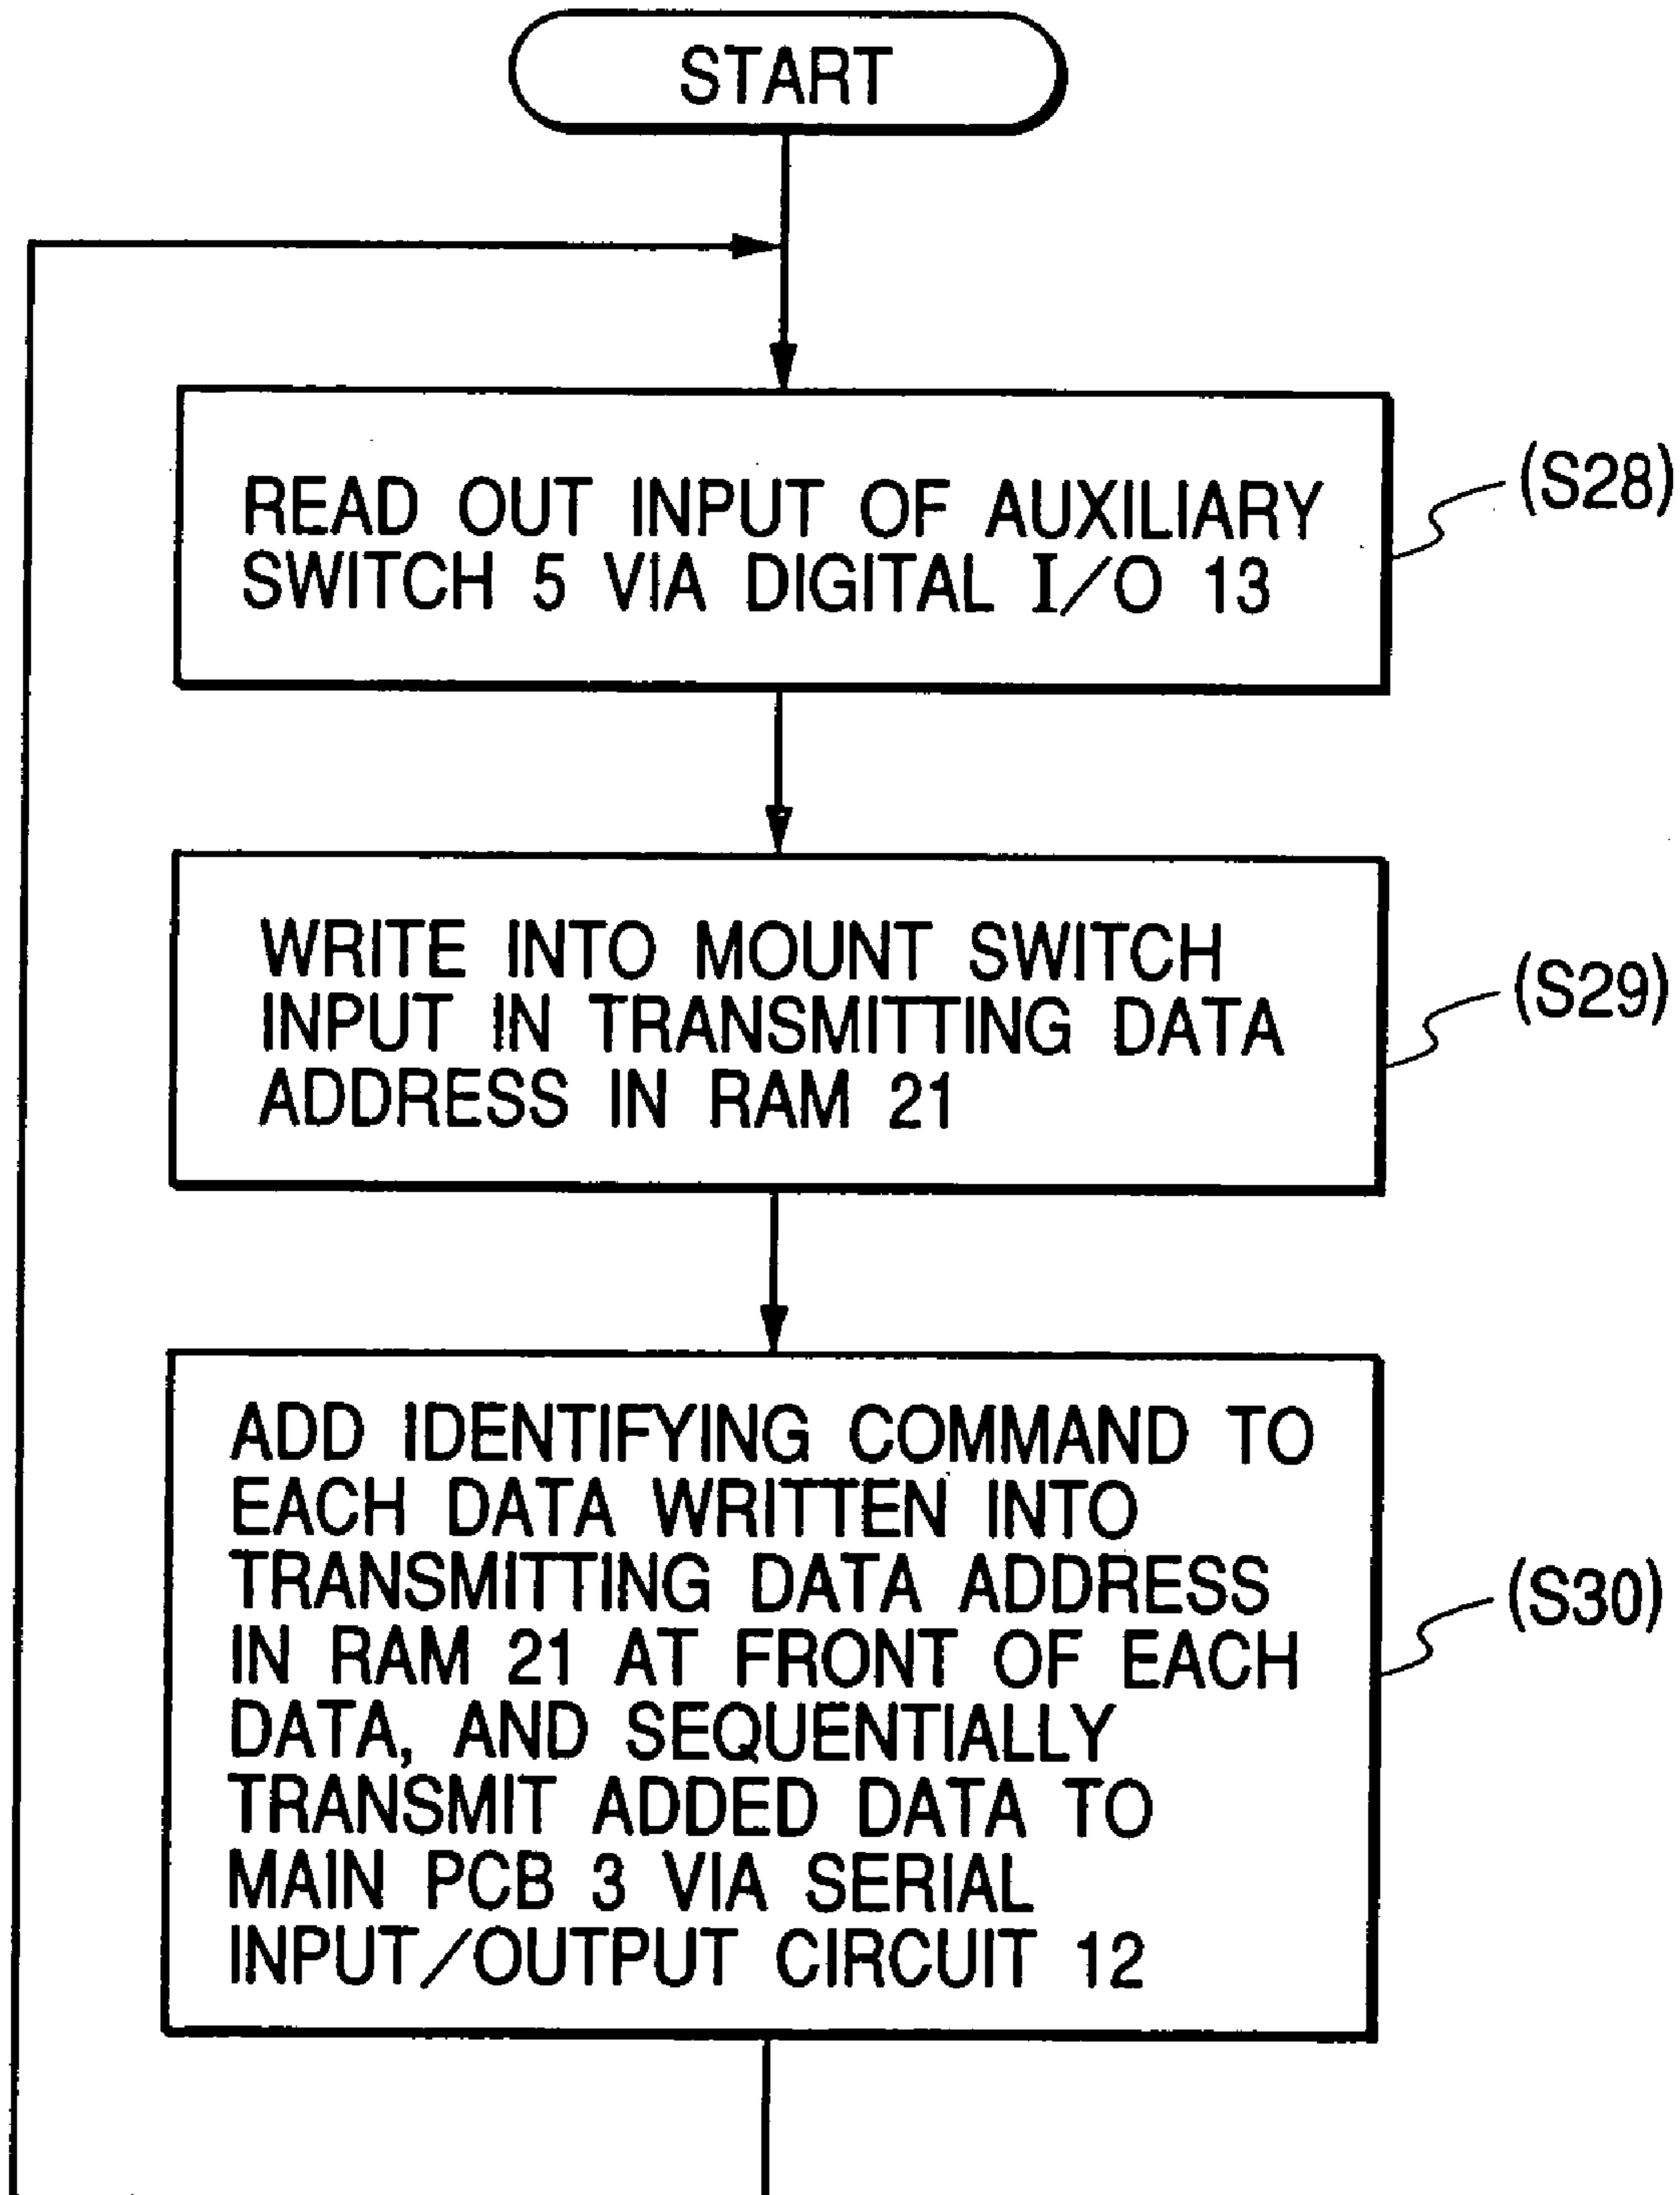 START
READ OUT INPUT OF AUXILIARY
SWITCH 5 VIA DIGITAL I/O 13
(S28)
WRITE INTO MOUNT SWITCH
INPUT IN TRANSMITTING DATA
ADDRESS IN RAM 21
(S29)
ADD IDENTIFYING COMMAND TO
EACH DATA WRITTEN INTO
TRANSMITTING DATA ADDRESS
IN RAM 21 AT FRONT OF EACH
DATA, AND SEQUENTIALLY
TRANSMIT ADDED DATA TO
MAIN PCB 3 VIA SERIAL
INPUT/OUTPUT CIRCUIT 12
(S30)